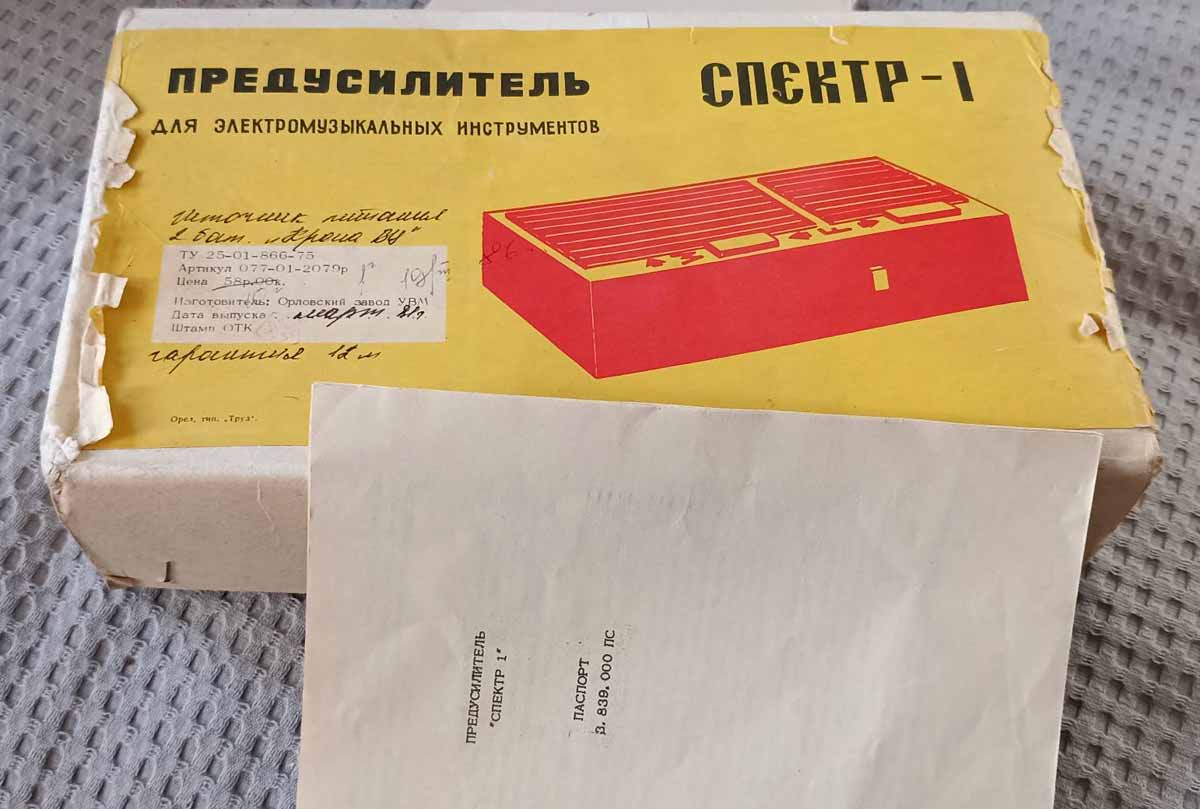 ПРЕДУСИЛИТЕЛЬ
СПЕКТР-1
ДЛЯ ЭЛЕКТРОМУЗЫКАЛЬНЫХ ИНСТРУМЕНТОВ
источник питания
2 бат. „Крона ВЦ"
ТУ 25-01-866-75
Артикул 077-01-2079р
Цена 58р.00к.
Изготовитель: Орловский завод УВМ
Дата выпуска март 81г.
Штамп ОТК
гарантия 12 м
Орел, тип. „Труд".
ПРЕДУСИЛИТЕЛЬ
"СПЕКТР 1"
ПАСПОРТ
3. 839. 000 ПС